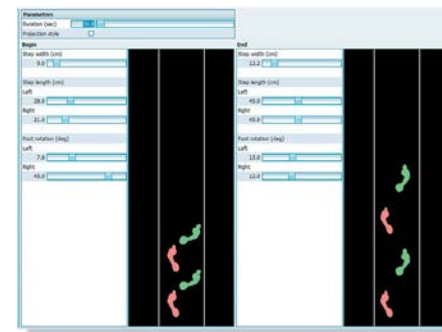 Parameters
Duration (sec)
Projection style
Begin
Step width (cm)
9.0
Step length (cm)
Left
28.0
Right
21.0
Foot rotation (deg)
Left
7.0
Right
43.0
End
Step width (cm)
12.2
Step length (cm)
Left
45.0
Right
45.0
Foot rotation (deg)
Left
13.0
Right
12.0